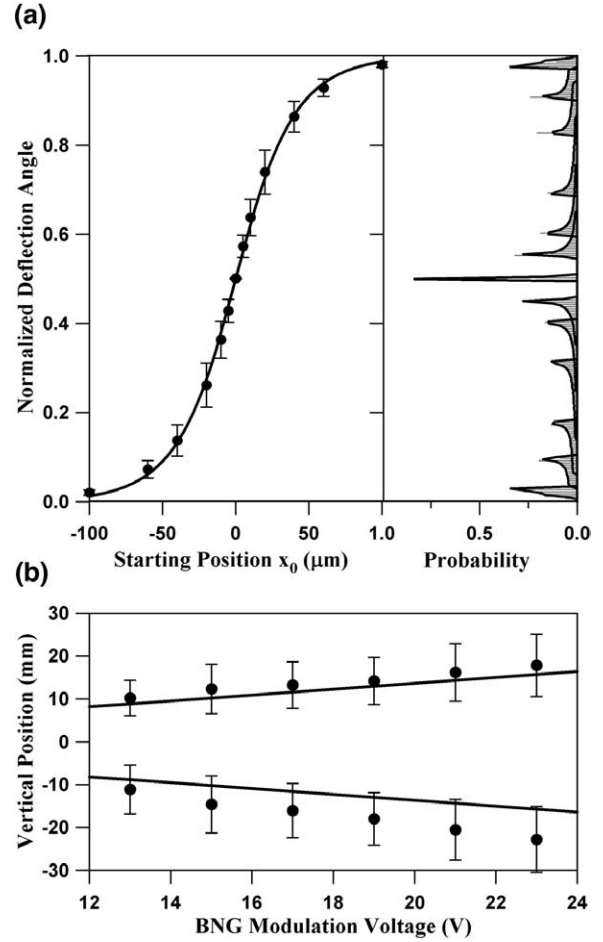 (a)
Normalized Deflection Angle
1.0
0.8
0.6
0.4
0.2
0.0
-100 -50 0 50 1.0 0.5 0.0
Starting Position x₀ (μm) Probability
(b)
Vertical Position (mm)
30
20
10
0
-10
-20
-30
12 14 16 18 20 22 24
BNG Modulation Voltage (V)